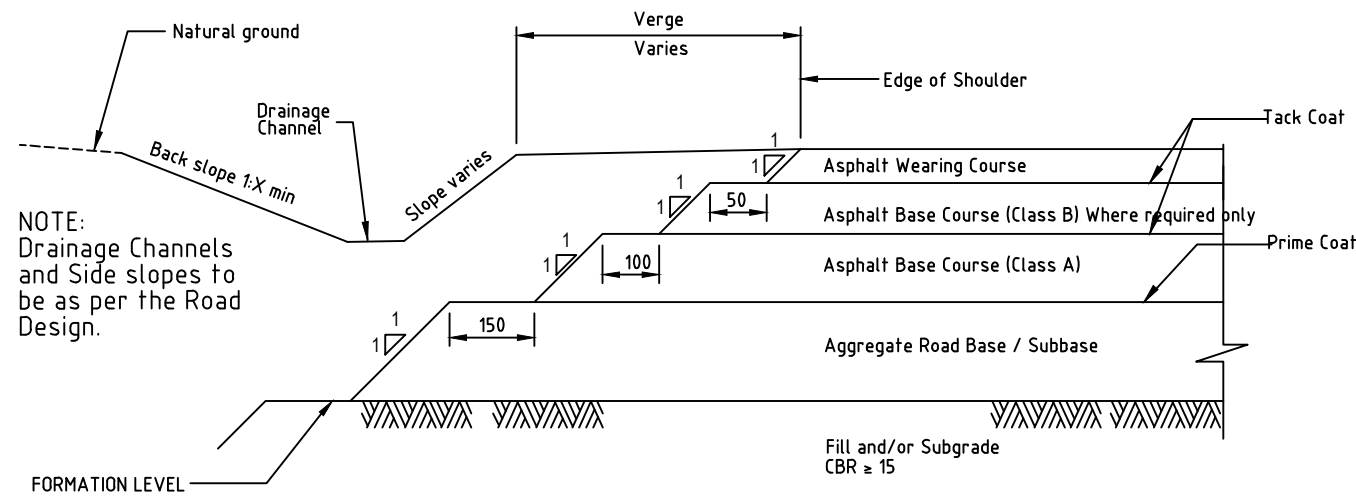 Verge
Varies
Natural ground
Edge of Shoulder
Drainage
Channel
Tack Coat
Back slope 1:X min
Slope varies
1
1
Asphalt Wearing Course
1
1
50
Asphalt Base Course (Class B) Where required only
NOTE:
Drainage Channels
and Side slopes to
be as per the Road
Design.
Prime Coat
1
1
100
Asphalt Base Course (Class A)
1
1
150
Aggregate Road Base / Subbase
Fill and/or Subgrade
CBR ≥ 15
FORMATION LEVEL